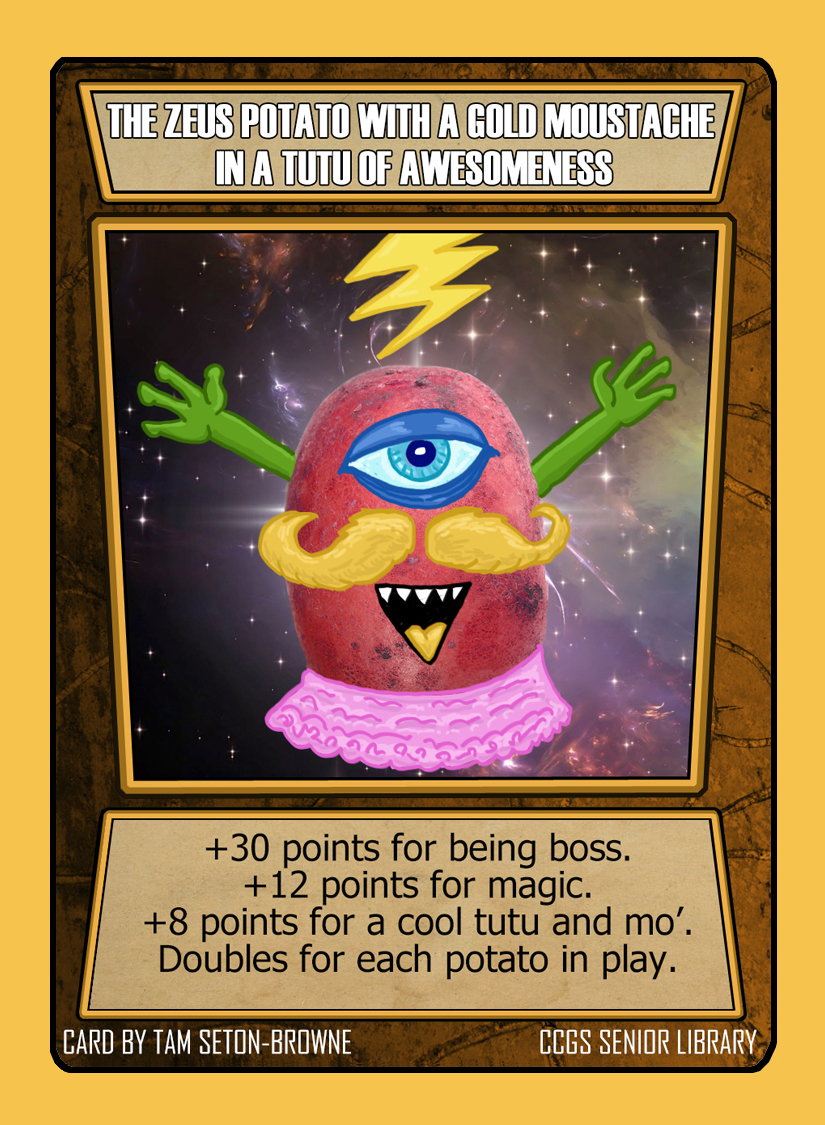 THE ZEUS POTATO WITH A GOLD MOUSTACHE
IN A TUTU OF AWESOMENESS
+30 points for being boss.
+12 points for magic.
+8 points for a cool tutu and mo’.
Doubles for each potato in play.
CARD BY TAM SETON-BROWNE
CCGS SENIOR LIBRARY